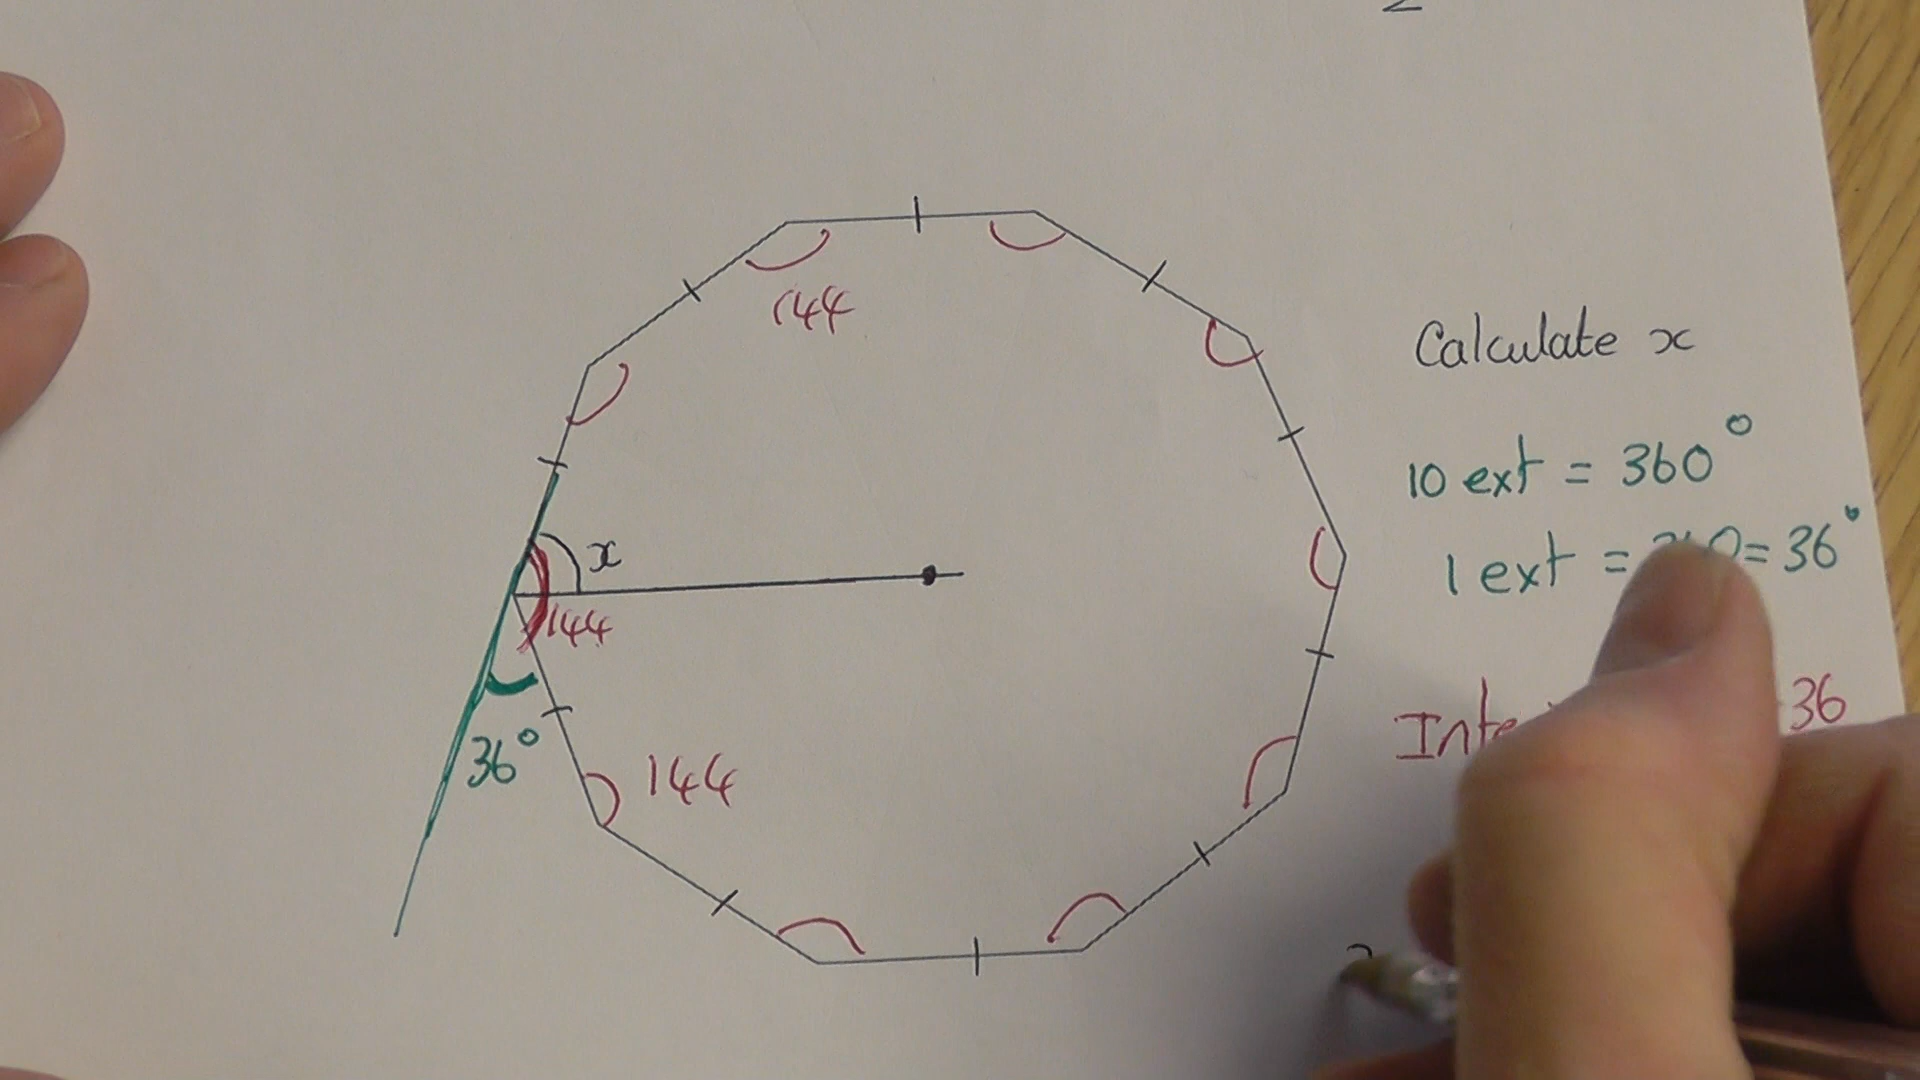 144
Calculate x
10 ext = 360°
x
1 ext = = 36°
144
36
36°
144